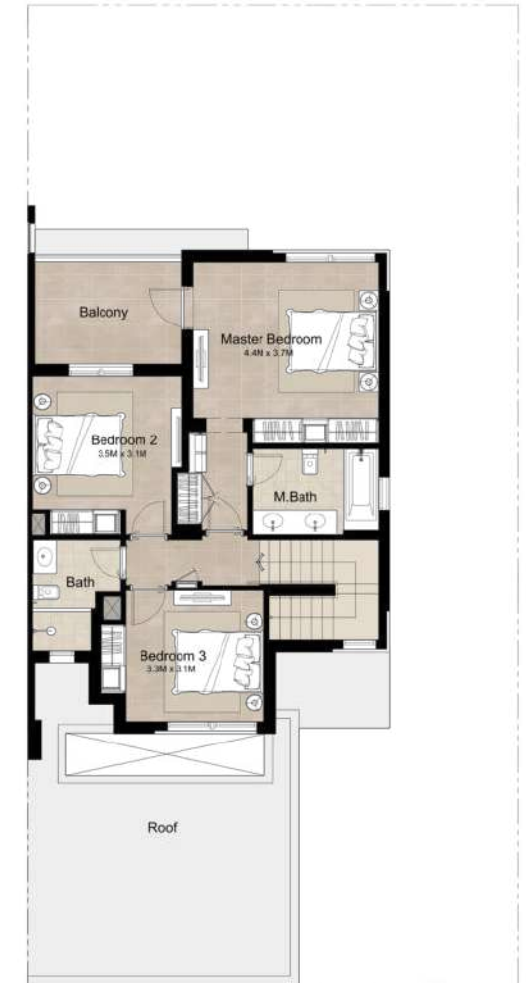 Balcony
Master Bedroom
4.4M x 3.7M
Bedroom 2
3.5M x 3.1M
M.Bath
Bath
Bedroom 3
3.3M x 3.1M
Roof